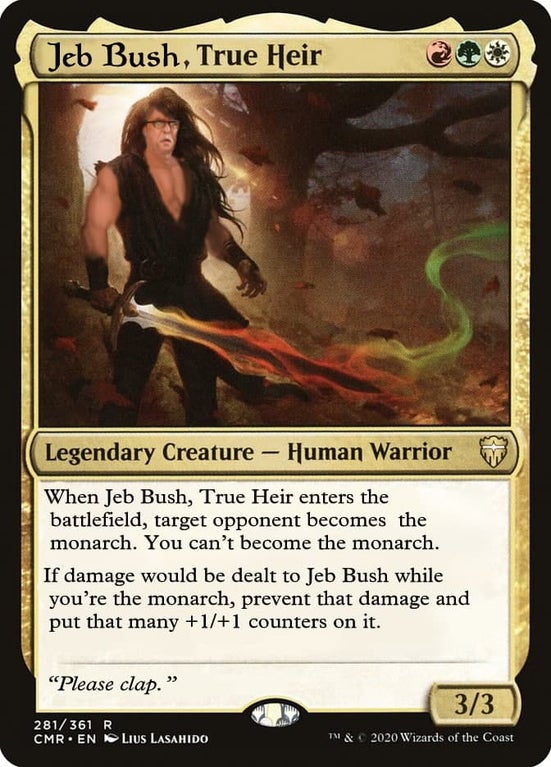 Jeb Bush, True Heir
Legendary Creature — Human Warrior
When Jeb Bush, True Heir enters the
battlefield, target opponent becomes the
monarch. You can't become the monarch.
If damage would be dealt to Jeb Bush while
you're the monarch, prevent that damage and
put that many +1/+1 counters on it.
"Please clap."
3/3
281/361 R
CMR • EN Lius Lasahido
™ & © 2020 Wizards of the Coast